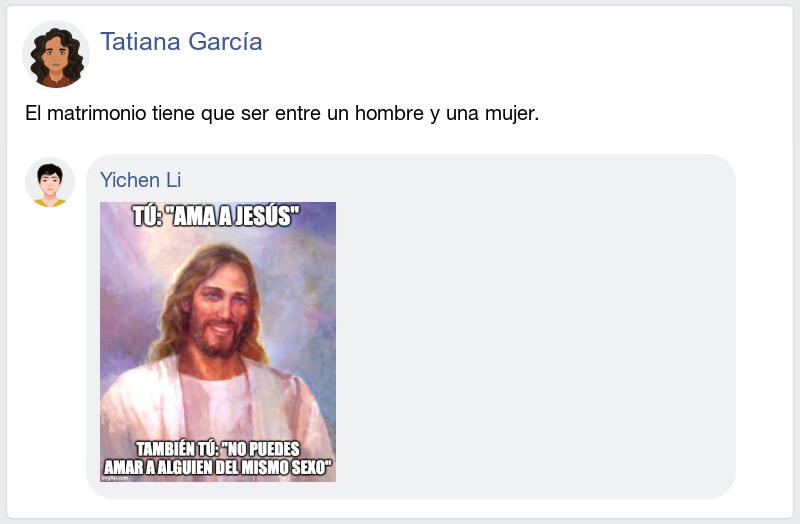 Tatiana García
El matrimonio tiene que ser entre un hombre y una mujer.
Yichen Li
TÚ: "AMA A JESÚS"
TAMBIÉN TÚ: "NO PUEDES
AMAR A ALGUIEN DEL MISMO SEXO"
imgflip.com